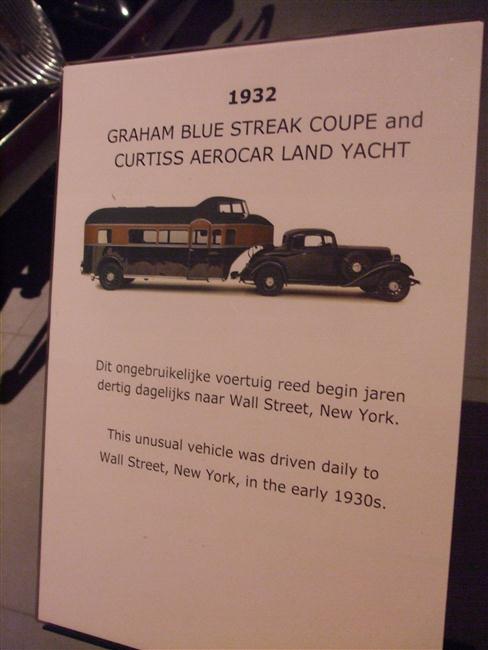 1932
GRAHAM BLUE STREAK COUPE and
CURTISS AEROCAR LAND YACHT
Dit ongebruikelijke voertuig reed begin jaren
dertig dagelijks naar Wall Street, New York.
This unusual vehicle was driven daily to
Wall Street, New York, in the early 1930s.